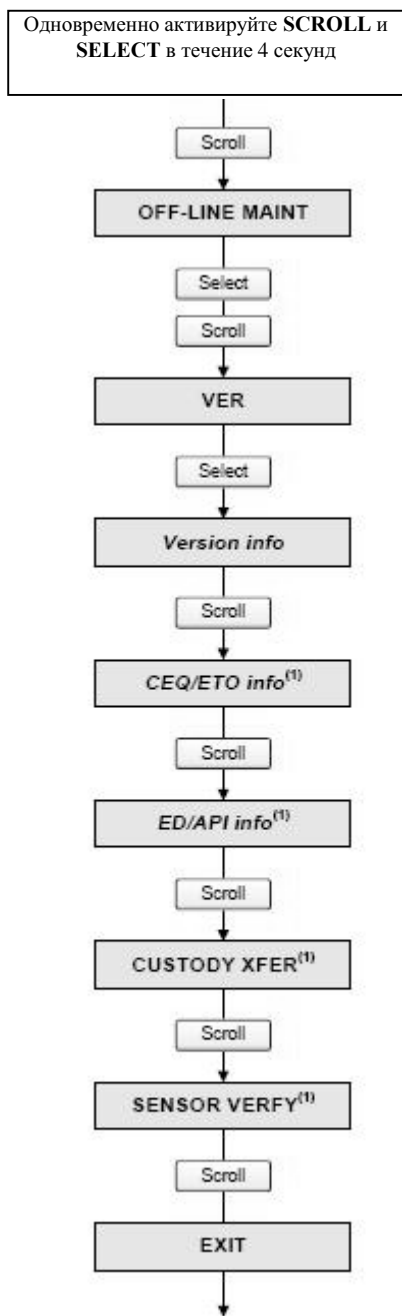 Одновременно активируйте SCROLL и
SELECT в течение 4 секунд
Scroll
OFF-LINE MAINT
Select
Scroll
VER
Select
Version info
Scroll
CEQ/ETO info(1)
Scroll
ED/API info(1)
Scroll
CUSTODY XFER(1)
Scroll
SENSOR VERFY(1)
Scroll
EXIT